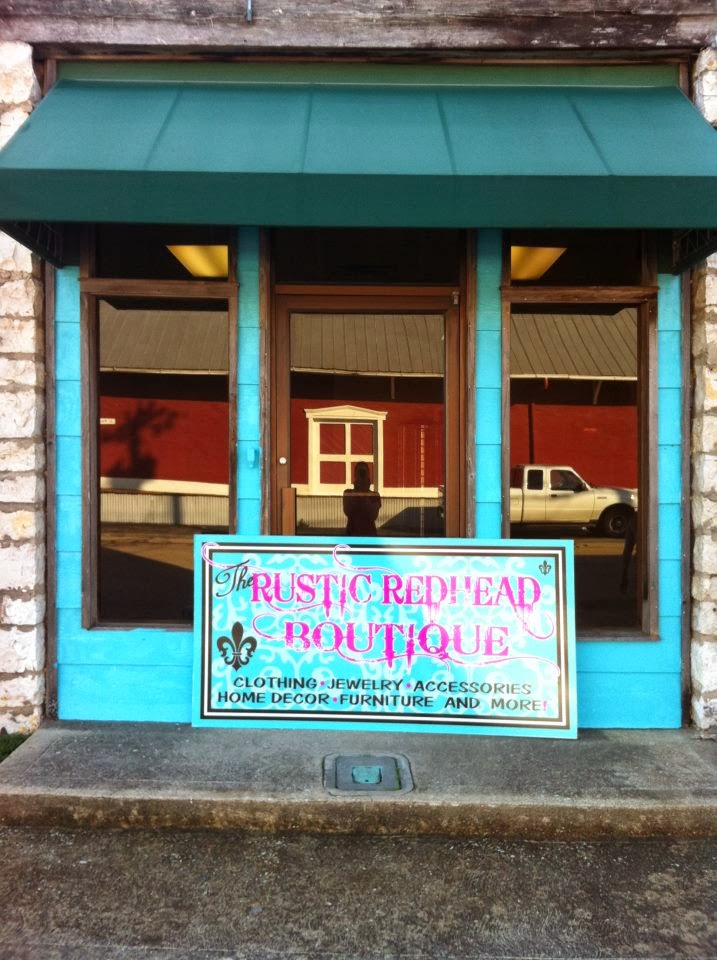 The RUSTIC REDHEAD
BOUTIQUE
CLOTHING • JEWELRY • ACCESSORIES
HOME DECOR • FURNITURE AND MORE!